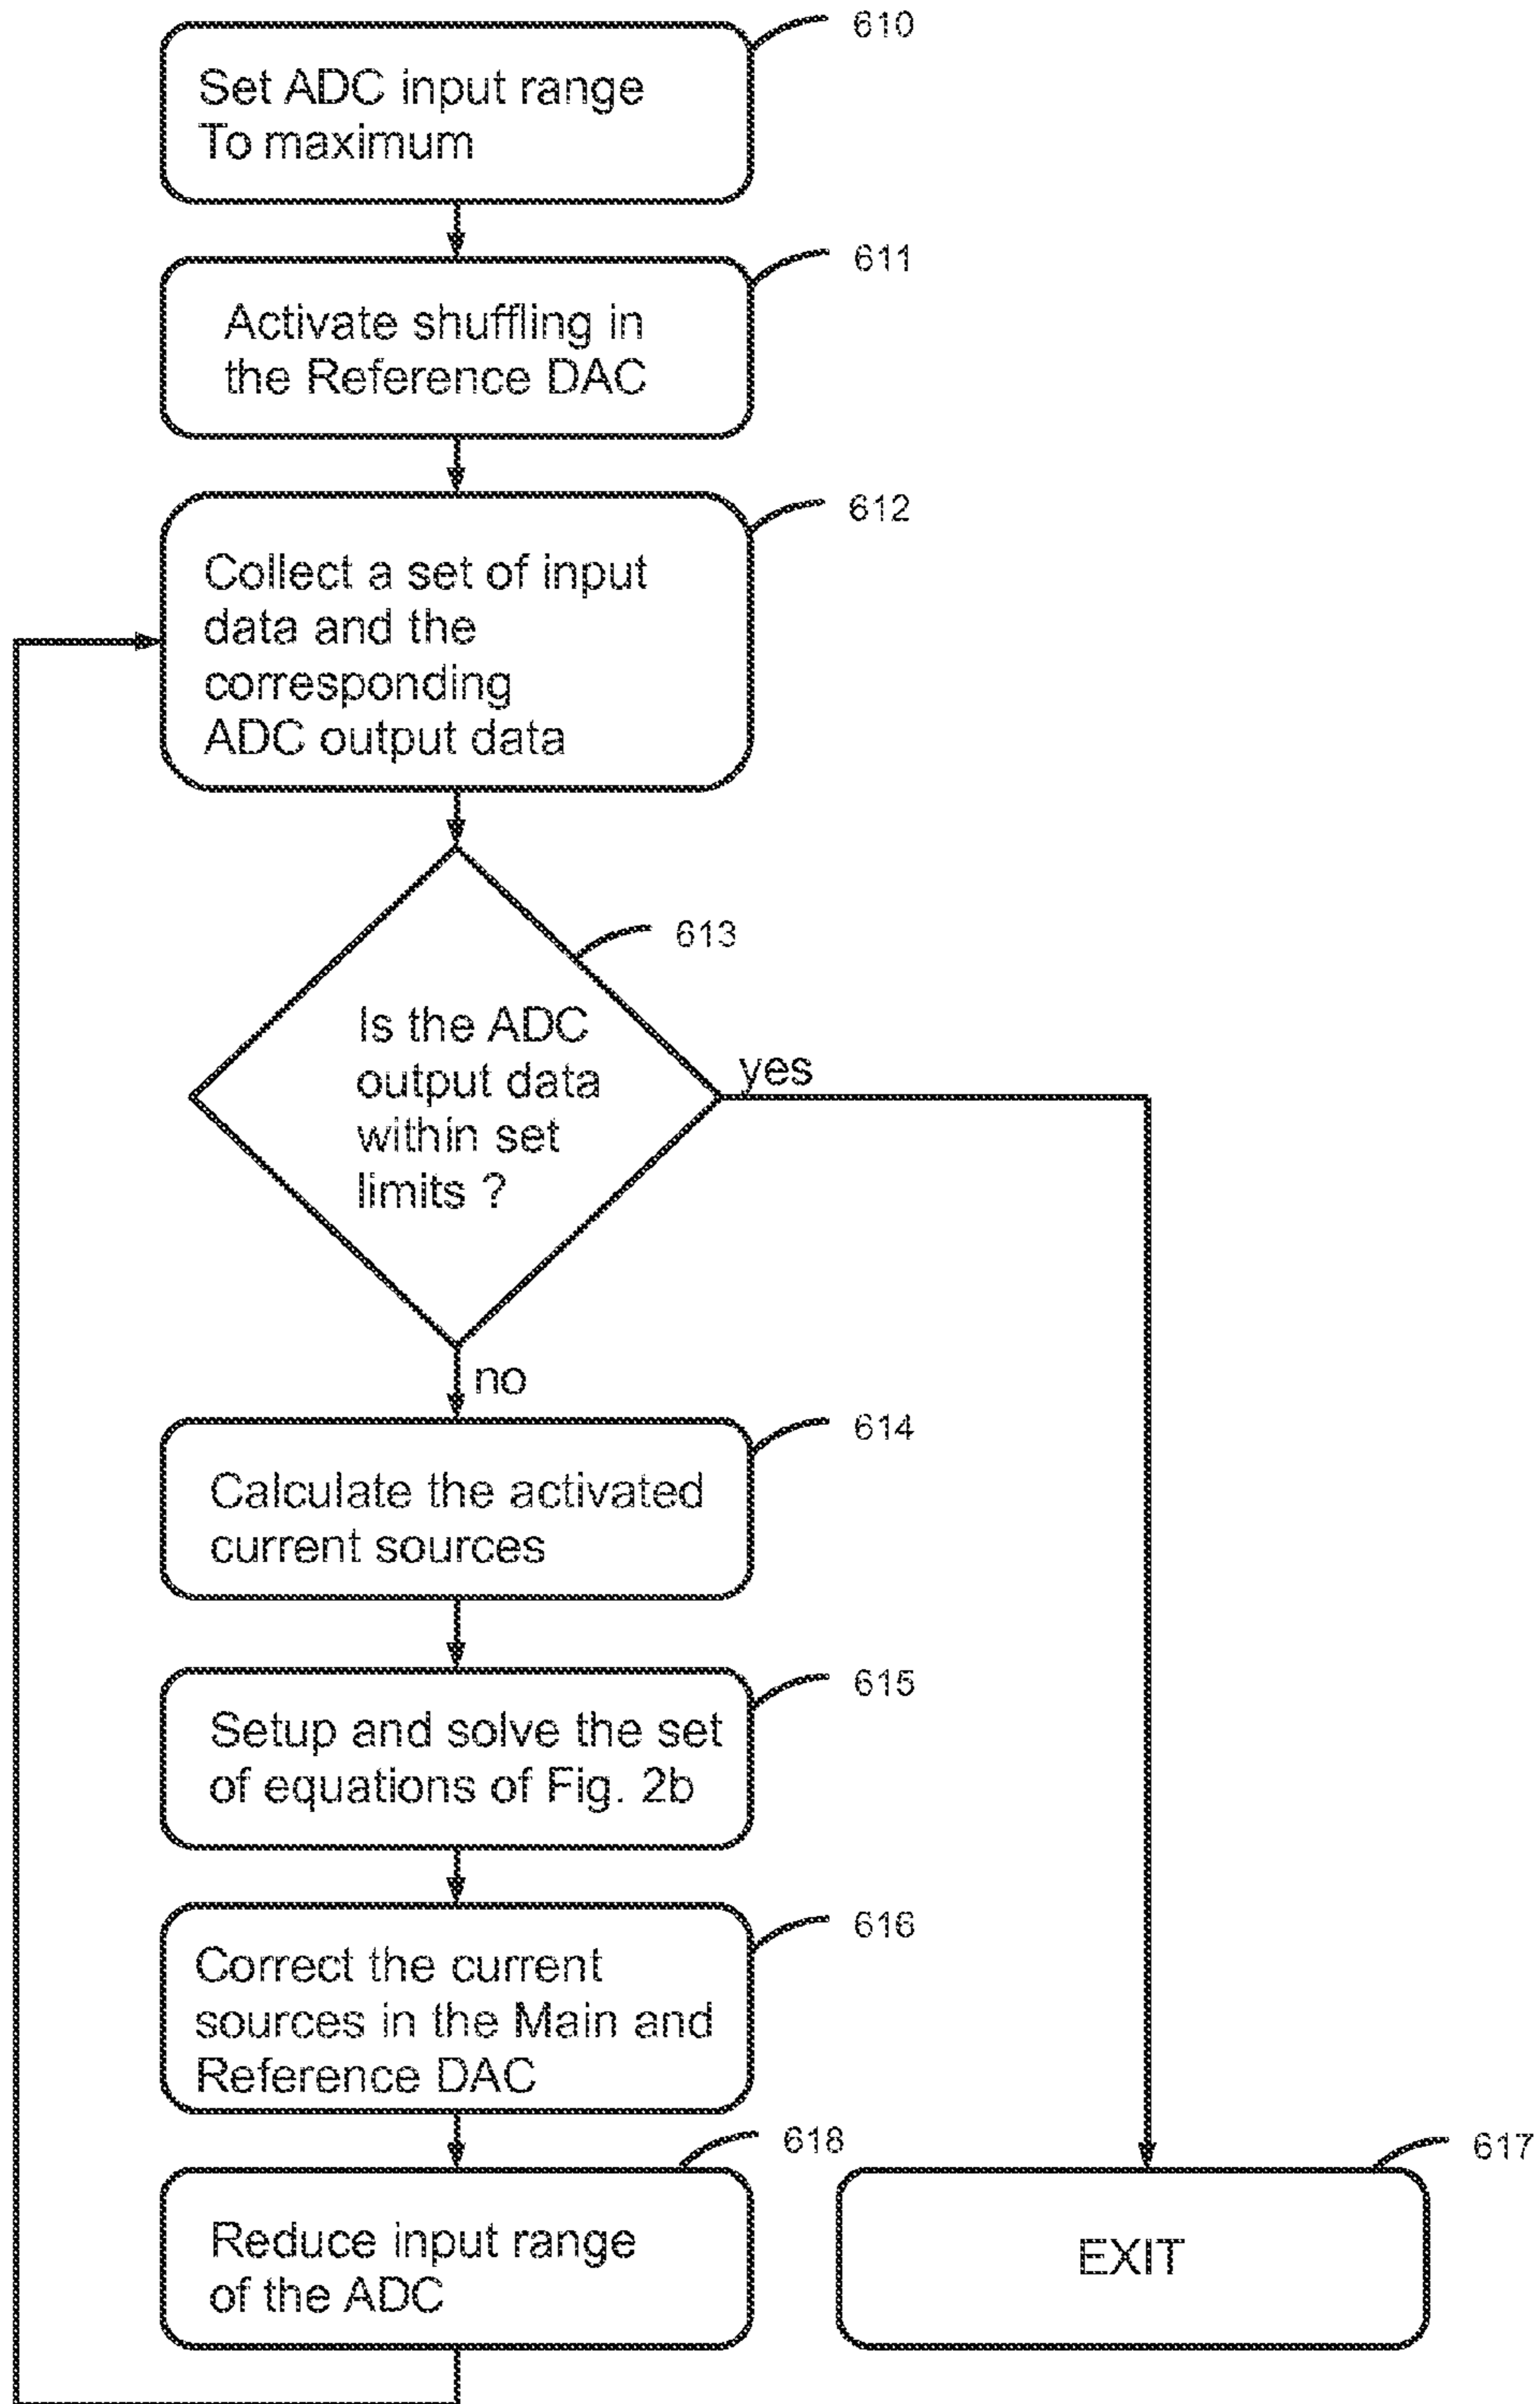 610
Set ADC input range
To maximum
611
Activate shuffling in
the Reference DAC
612
Collect a set of input
data and the
corresponding
ADC output data
613
Is the ADC
output data
within set
limits ?
yes
no
614
Calculate the activated
current sources
615
Setup and solve the set
of equations of Fig. 2b
616
Correct the current
sources in the Main and
Reference DAC
618
Reduce input range
of the ADC
617
EXIT